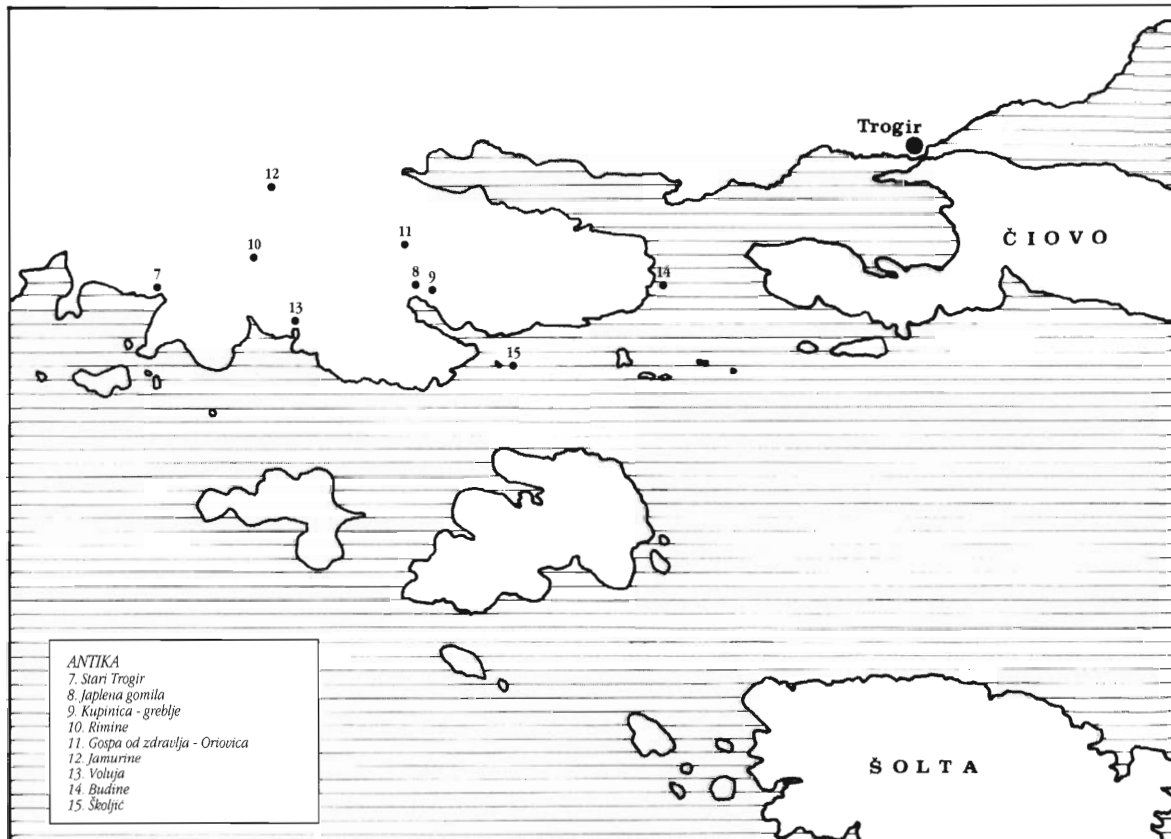 Trogir
12
ČIOVO
11
10
7
8
9
14
13
15
ANTIKA
7. Stari Trogir
8. Japlena gomila
9. Kupinica - greblje
10. Rimine
11. Gospa od zdravlja - Oriovica
12. Jamurine
13. Voluja
14. Budine
15. Školjić
ŠOLTA